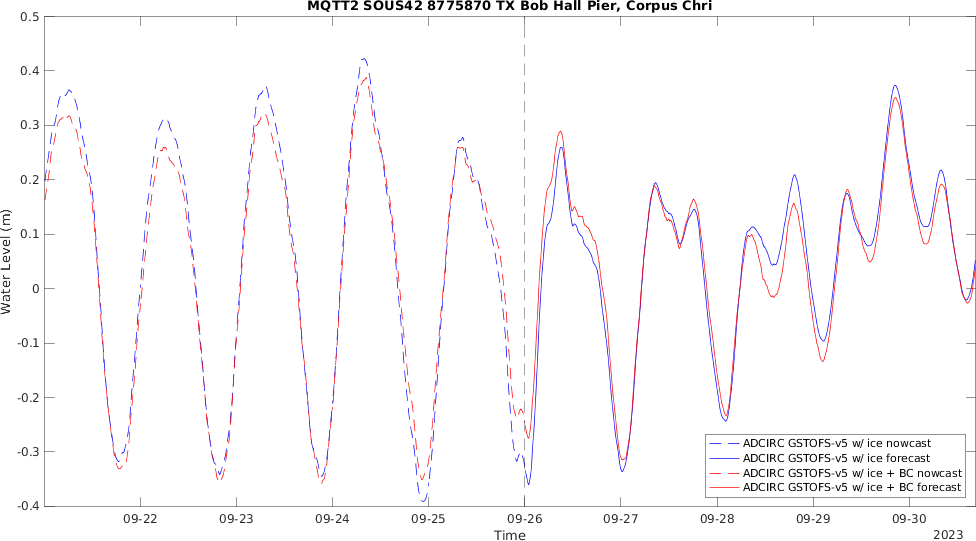 MQTT2 SOUS42 8775870 TX Bob Hall Pier, Corpus Chri
0.5
0.4
0.3
0.2
0.1
0
-0.1
-0.2
-0.3
-0.4
Water Level (m)
09-22
09-23
09-24
09-25
09-26
09-27
09-28
09-29
09-30
Time
2023
ADCIRC GSTOFS-v5 w/ ice nowcast
ADCIRC GSTOFS-v5 w/ ice forecast
ADCIRC GSTOFS-v5 w/ ice + BC nowcast
ADCIRC GSTOFS-v5 w/ ice + BC forecast